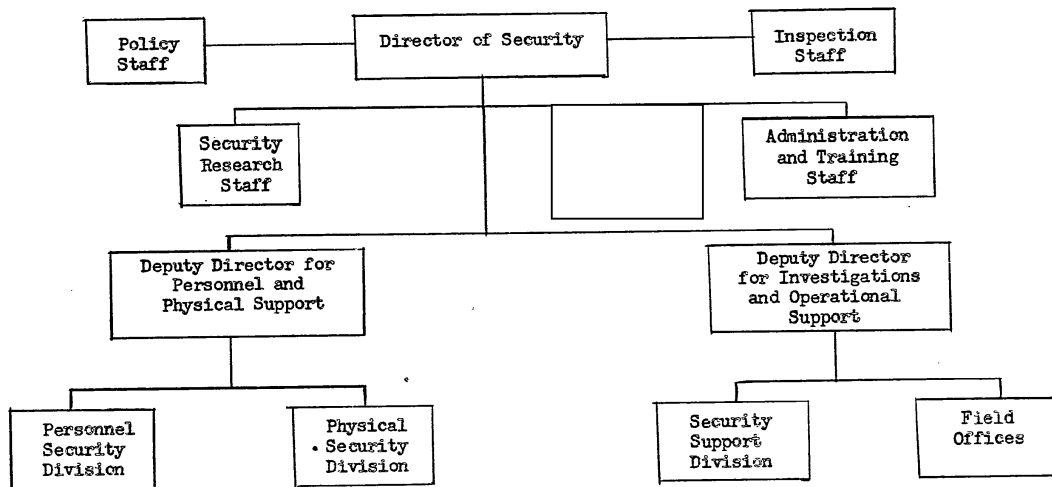 Policy
Staff
Director of Security
Inspection
Staff
Security
Research
Staff
Administration
and Training
Staff
Deputy Director for
Personnel and
Physical Support
Deputy Director
for Investigations
and Operational
Support
Personnel
Security
Division
Physical
Security
Division
Security
Support
Division
Field
Offices